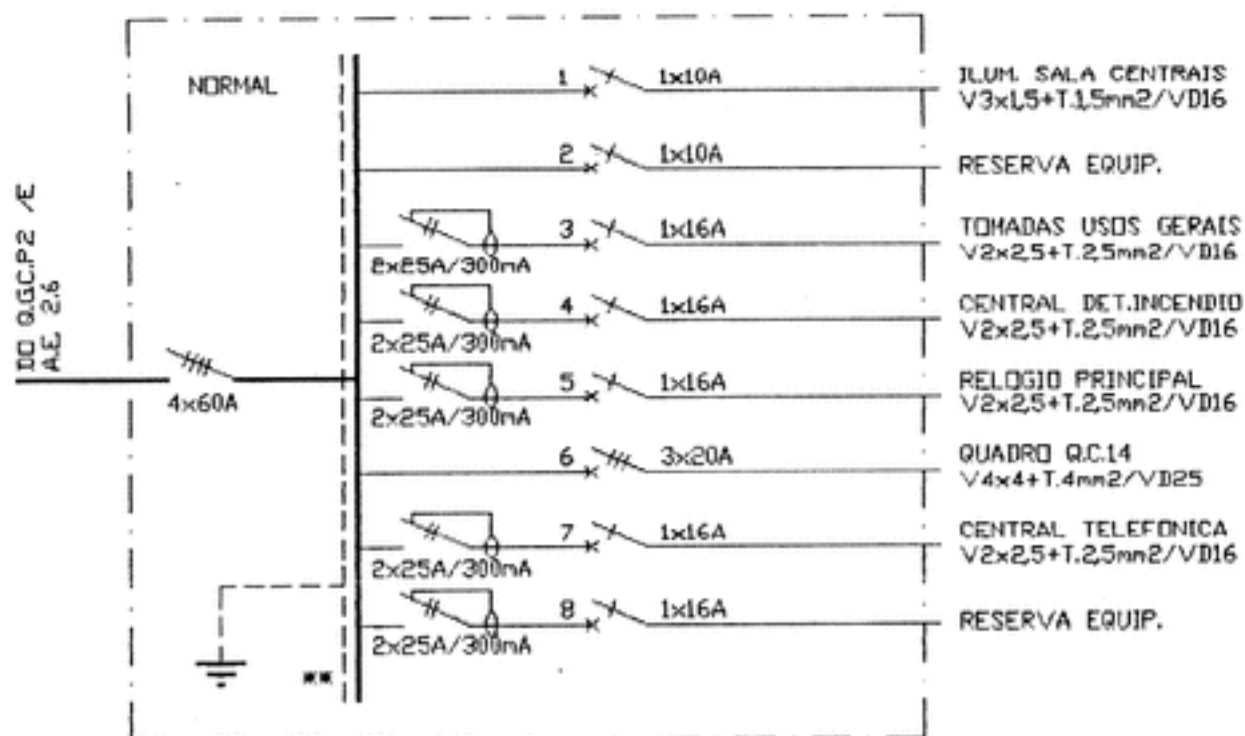 NORMAL
DO Q.G.C.P2 /E
A.E. 2.6
4x60A
1 1x10A
ILUM. SALA CENTRAIS
V3x1,5+T.1,5mm2/VD16
2 1x10A
RESERVA EQUIP.
3 1x16A
2x25A/300mA
TOMADAS USOS GERAIS
V2x2,5+T.2,5mm2/VD16
4 1x16A
2x25A/300mA
CENTRAL DET.INCENDIO
V2x2,5+T.2,5mm2/VD16
5 1x16A
2x25A/300mA
RELOGIO PRINCIPAL
V2x2,5+T.2,5mm2/VD16
6 3x20A
QUADRO Q.C.14
V4x4+T.4mm2/VD25
7 1x16A
2x25A/300mA
CENTRAL TELEFONICA
V2x2,5+T.2,5mm2/VD16
8 1x16A
2x25A/300mA
RESERVA EQUIP.
**